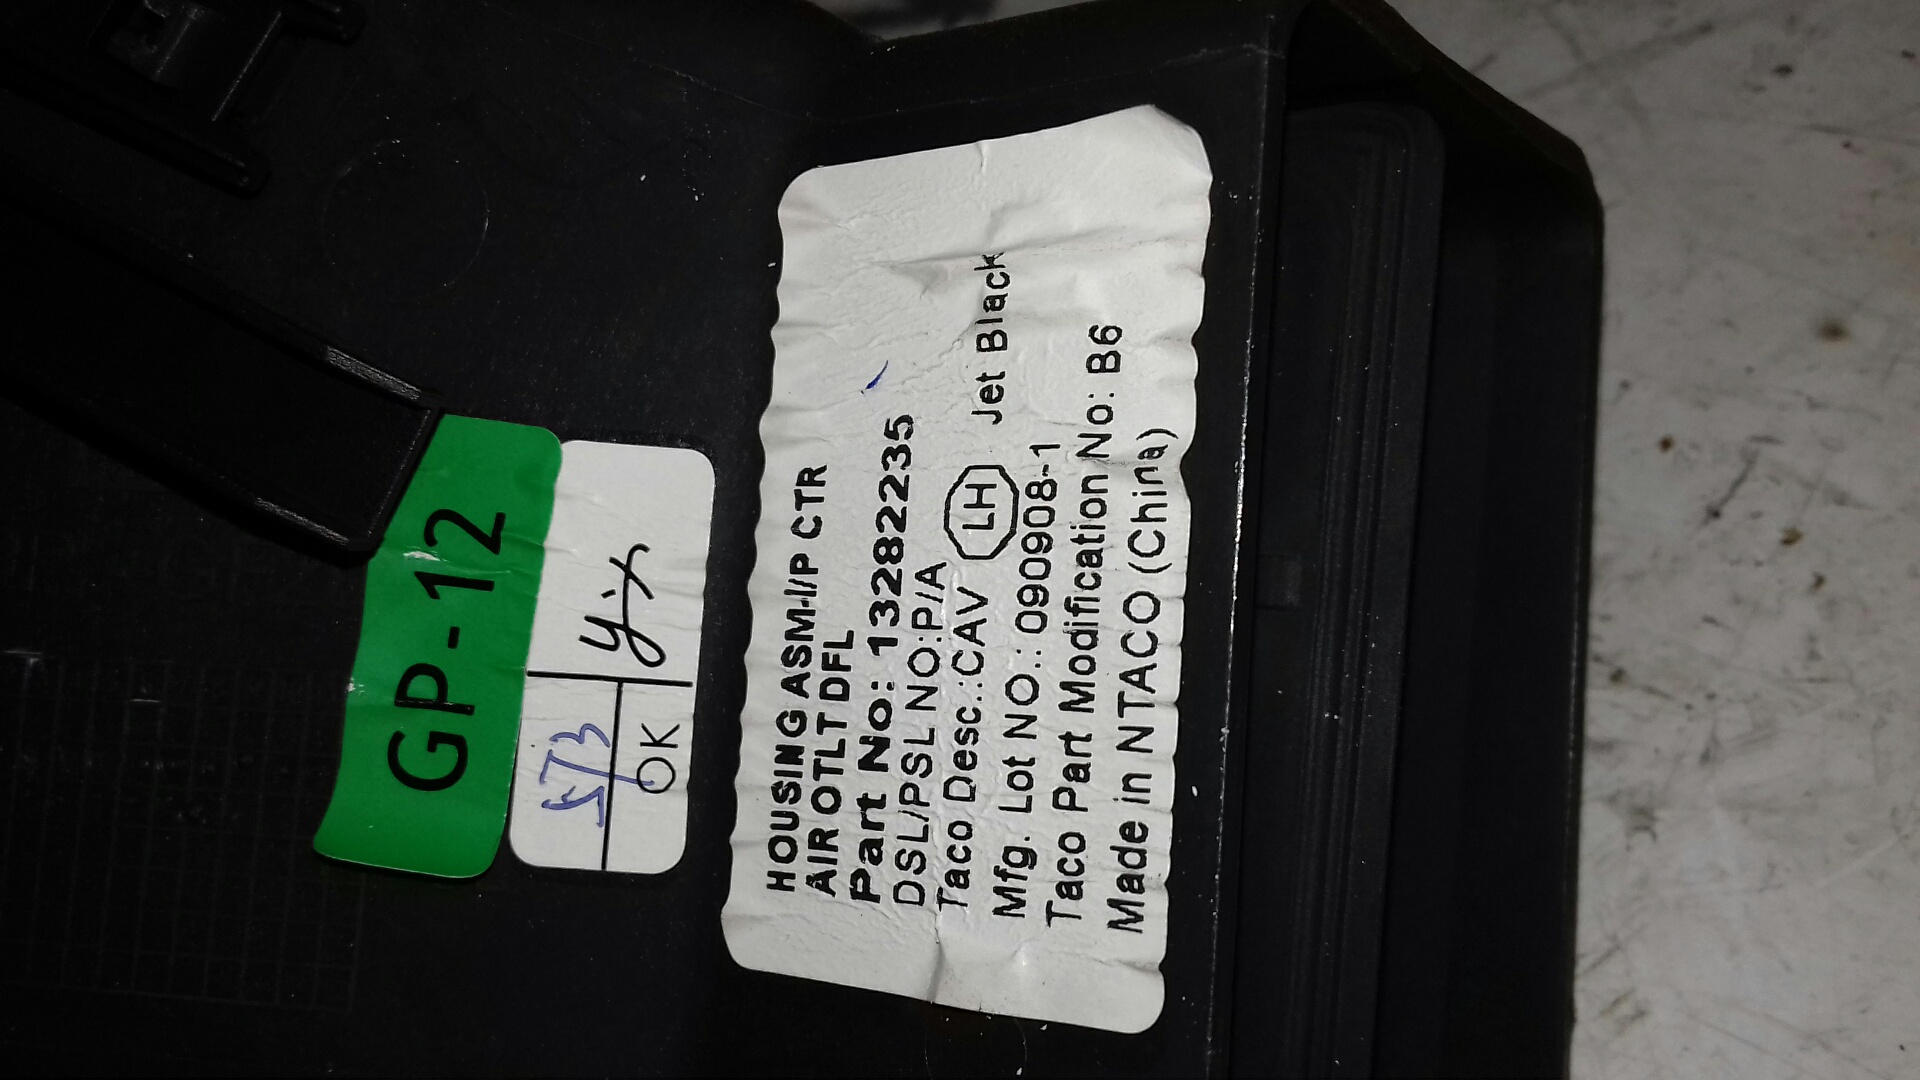 GP-12
573
OK
HOUSING ASM-I/P CTR
AIR OTLT DFL
Part NO: 13282235
DSL/PSL NO:P/A
Taco Desc.:CAV LH Jet Black
Mfg. Lot NO.: 090908-1
Taco Part Modification No: B6
Made in NTACO (China)